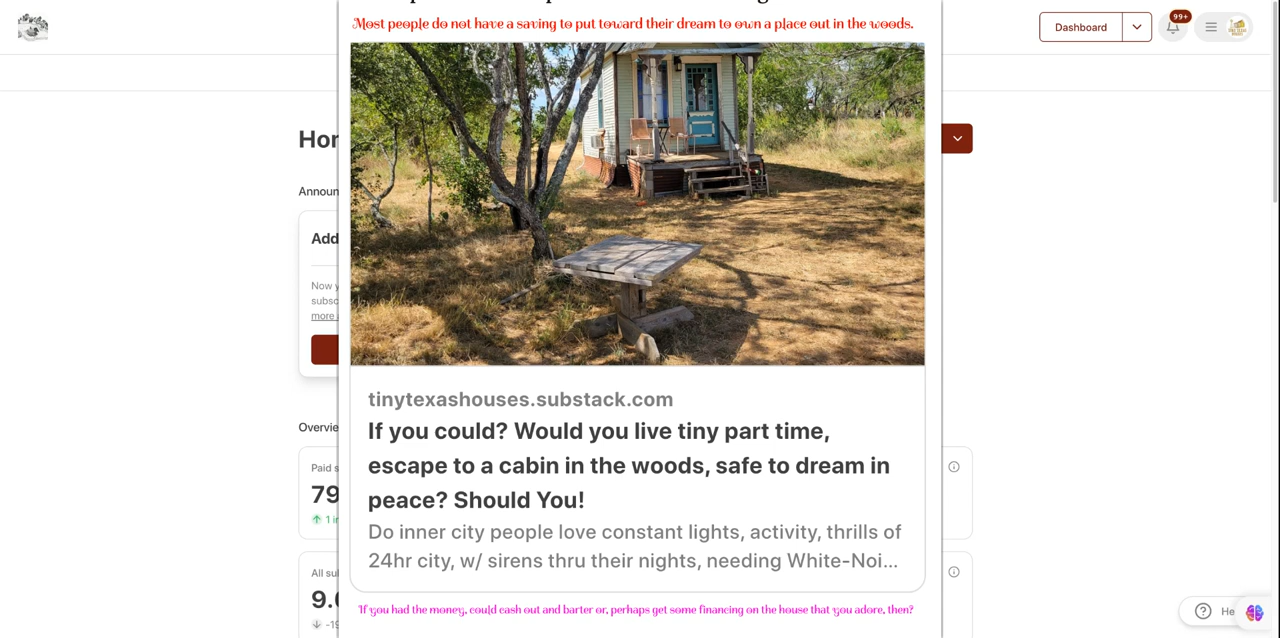 Most people do not have a saving to put toward their dream to own a place out in the woods.
Dashboard
99+
Hor
Announ
Add
Now y
subsc
more
tinytexashouses.substack.com
If you could? Would you live tiny part time,
escape to a cabin in the woods, safe to dream in
peace? Should You!
Do inner city people love constant lights, activity, thrills of
24hr city, w/ sirens thru their nights, needing White-Noi...
Overvie
Paid s
79
1 in
All sul
9.0
-19
If you had the money, could cash out and barter or, perhaps get some financing on the house that you adore, then?
He